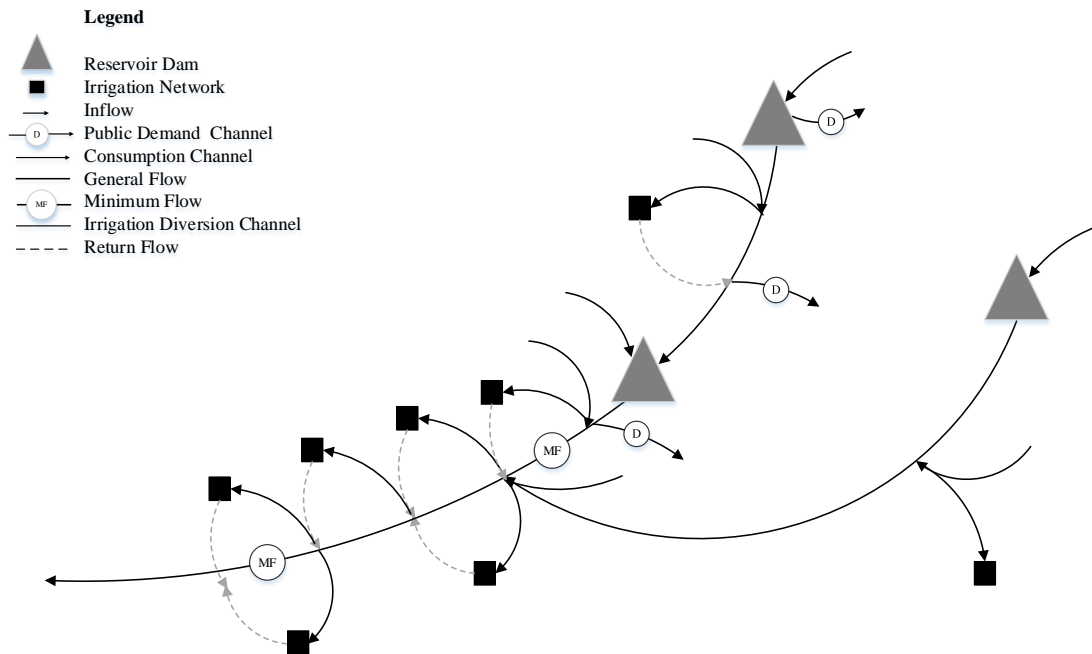 Legend
Reservoir Dam
Irrigation Network
Inflow
D Public Demand Channel
Consumption Channel
General Flow
MF Minimum Flow
Irrigation Diversion Channel
Return Flow
D
D
D
MF
MF